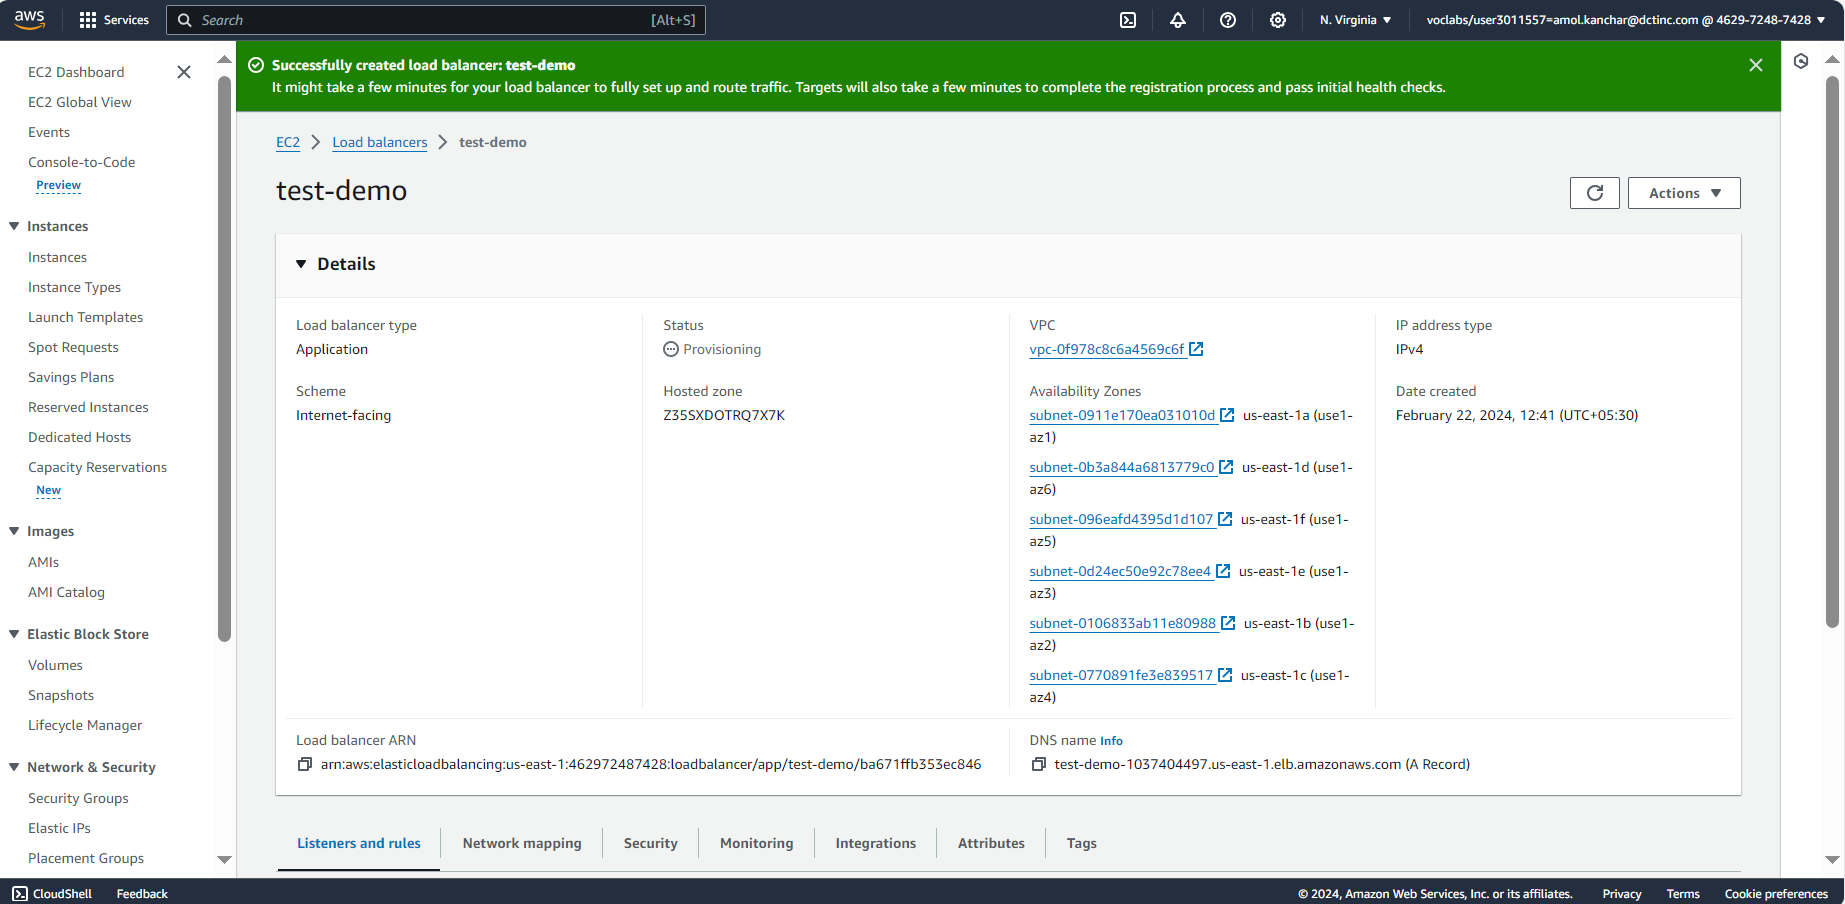 aws
Services
Search
[Alt+S]
N. Virginia
voclabs/user3011557=amol.kanchar@dctinc.com @ 4629-7248-7428
EC2 Dashboard
EC2 Global View
Events
Console-to-Code
Preview
Instances
Instances
Instance Types
Launch Templates
Spot Requests
Savings Plans
Reserved Instances
Dedicated Hosts
Capacity Reservations
New
Images
AMIs
AMI Catalog
Elastic Block Store
Volumes
Snapshots
Lifecycle Manager
Network & Security
Security Groups
Elastic IPs
Placement Groups
Successfully created load balancer: test-demo
It might take a few minutes for your load balancer to fully set up and route traffic. Targets will also take a few minutes to complete the registration process and pass initial health checks.
EC2
Load balancers
test-demo
test-demo
Actions
Details
Load balancer type
Application
Scheme
Internet-facing
Status
Provisioning
Hosted zone
Z35SXDOTRQ7X7K
VPC
vpc-0f978c8c6a4569c6f
Availability Zones
subnet-0911e170ea031010d us-east-1a (use1-
az1)
subnet-0b3a844a6813779c0 us-east-1d (use1-
az6)
subnet-096eafd4395d1d107 us-east-1f (use1-
az5)
subnet-0d24ec50e92c78ee4 us-east-1e (use1-
az3)
subnet-0106833ab11e80988 us-east-1b (use1-
az2)
subnet-0770891fe3e839517 us-east-1c (use1-
az4)
IP address type
IPv4
Date created
February 22, 2024, 12:41 (UTC+05:30)
Load balancer ARN
arn:aws:elasticloadbalancing:us-east-1:462972487428:loadbalancer/app/test-demo/ba671ffb353ec846
DNS name Info
test-demo-1037404497.us-east-1.elb.amazonaws.com (A Record)
Listeners and rules
Network mapping
Security
Monitoring
Integrations
Attributes
Tags
CloudShell
Feedback
© 2024, Amazon Web Services, Inc. or its affiliates.
Privacy
Terms
Cookie preferences